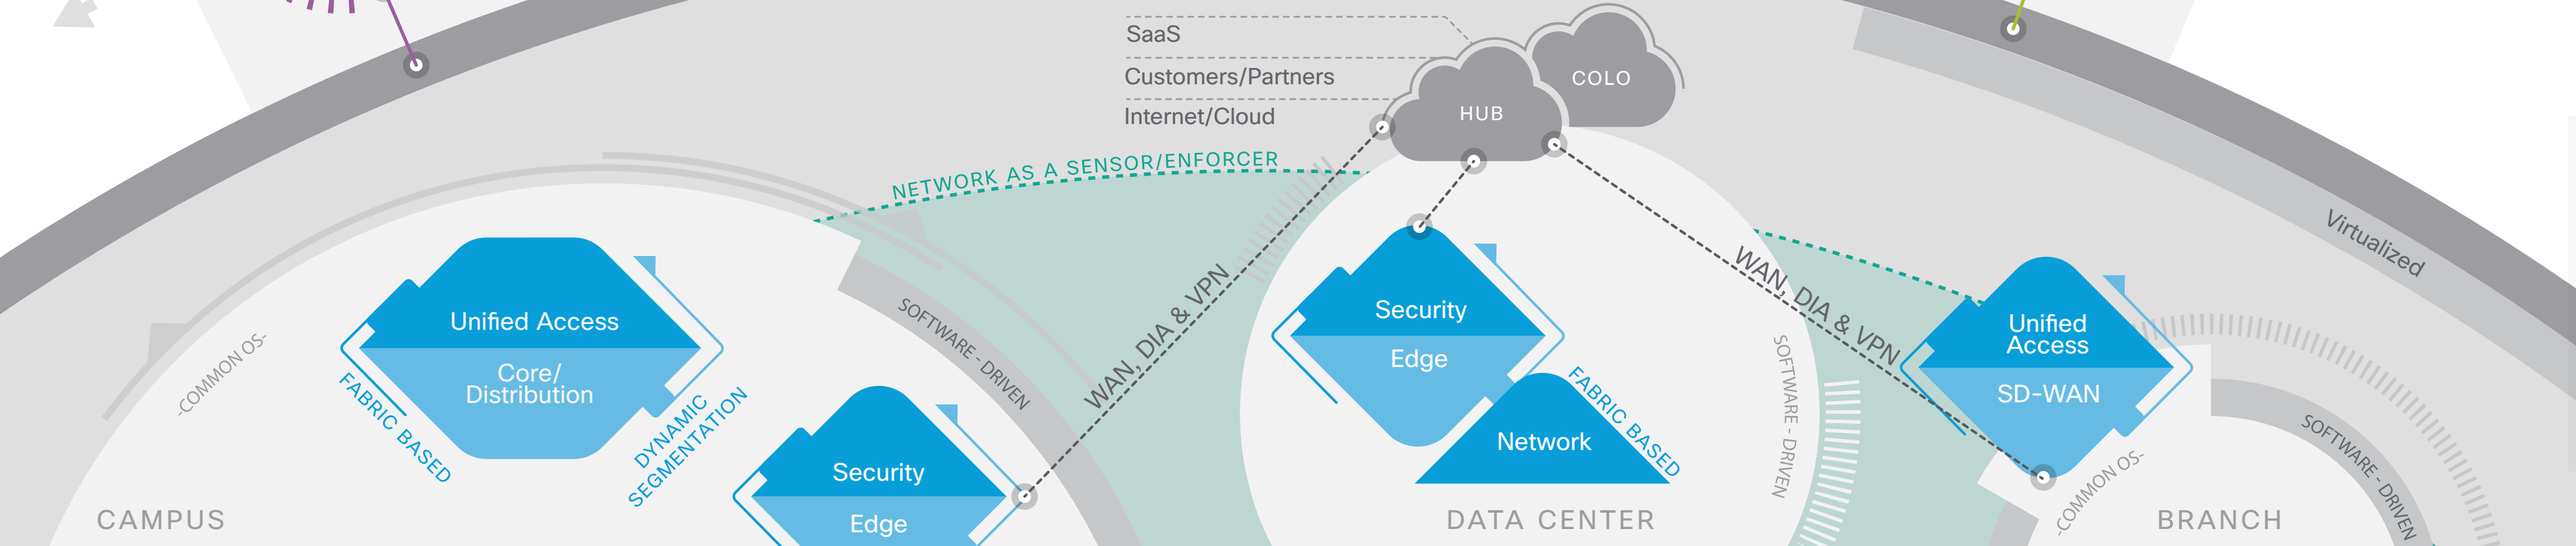 SaaS
Customers/Partners
Internet/Cloud
HUB
COLO
NETWORK AS A SENSOR/ENFORCER
Virtualized
-COMMON OS-
Unified Access
Core/
Distribution
FABRIC BASED
DYNAMIC
SEGMENTATION
SOFTWARE - DRIVEN
Security
Edge
CAMPUS
WAN, DIA & VPN
Security
Edge
Network
FABRIC BASED
SOFTWARE - DRIVEN
DATA CENTER
WAN, DIA & VPN
Unified
Access
SD-WAN
-COMMON OS-
SOFTWARE - DRIVEN
BRANCH